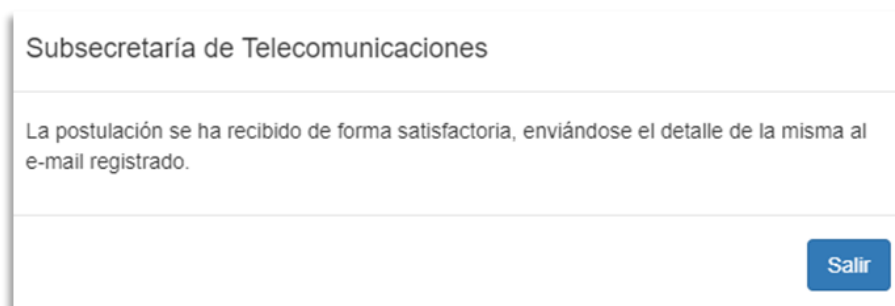 Subsecretaría de Telecomunicaciones
La postulación se ha recibido de forma satisfactoria, enviándose el detalle de la misma al
e-mail registrado.
Salir